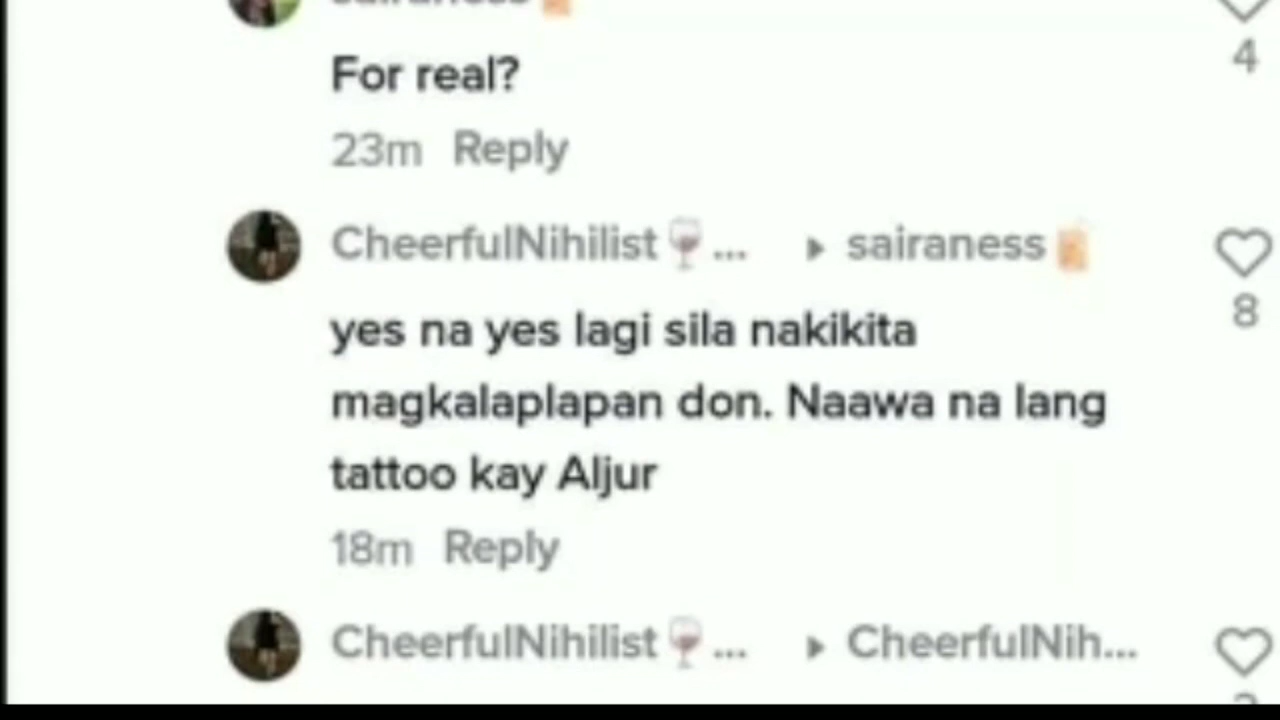 sairaness
4
For real?
23m Reply
CheerfulNihilist🍷... ▸ sairaness
8
yes na yes lagi sila nakikita
magkalaplapan don. Naawa na lang
tattoo kay Aljur
18m Reply
CheerfulNihilist🍷... ▸ CheerfulNih...